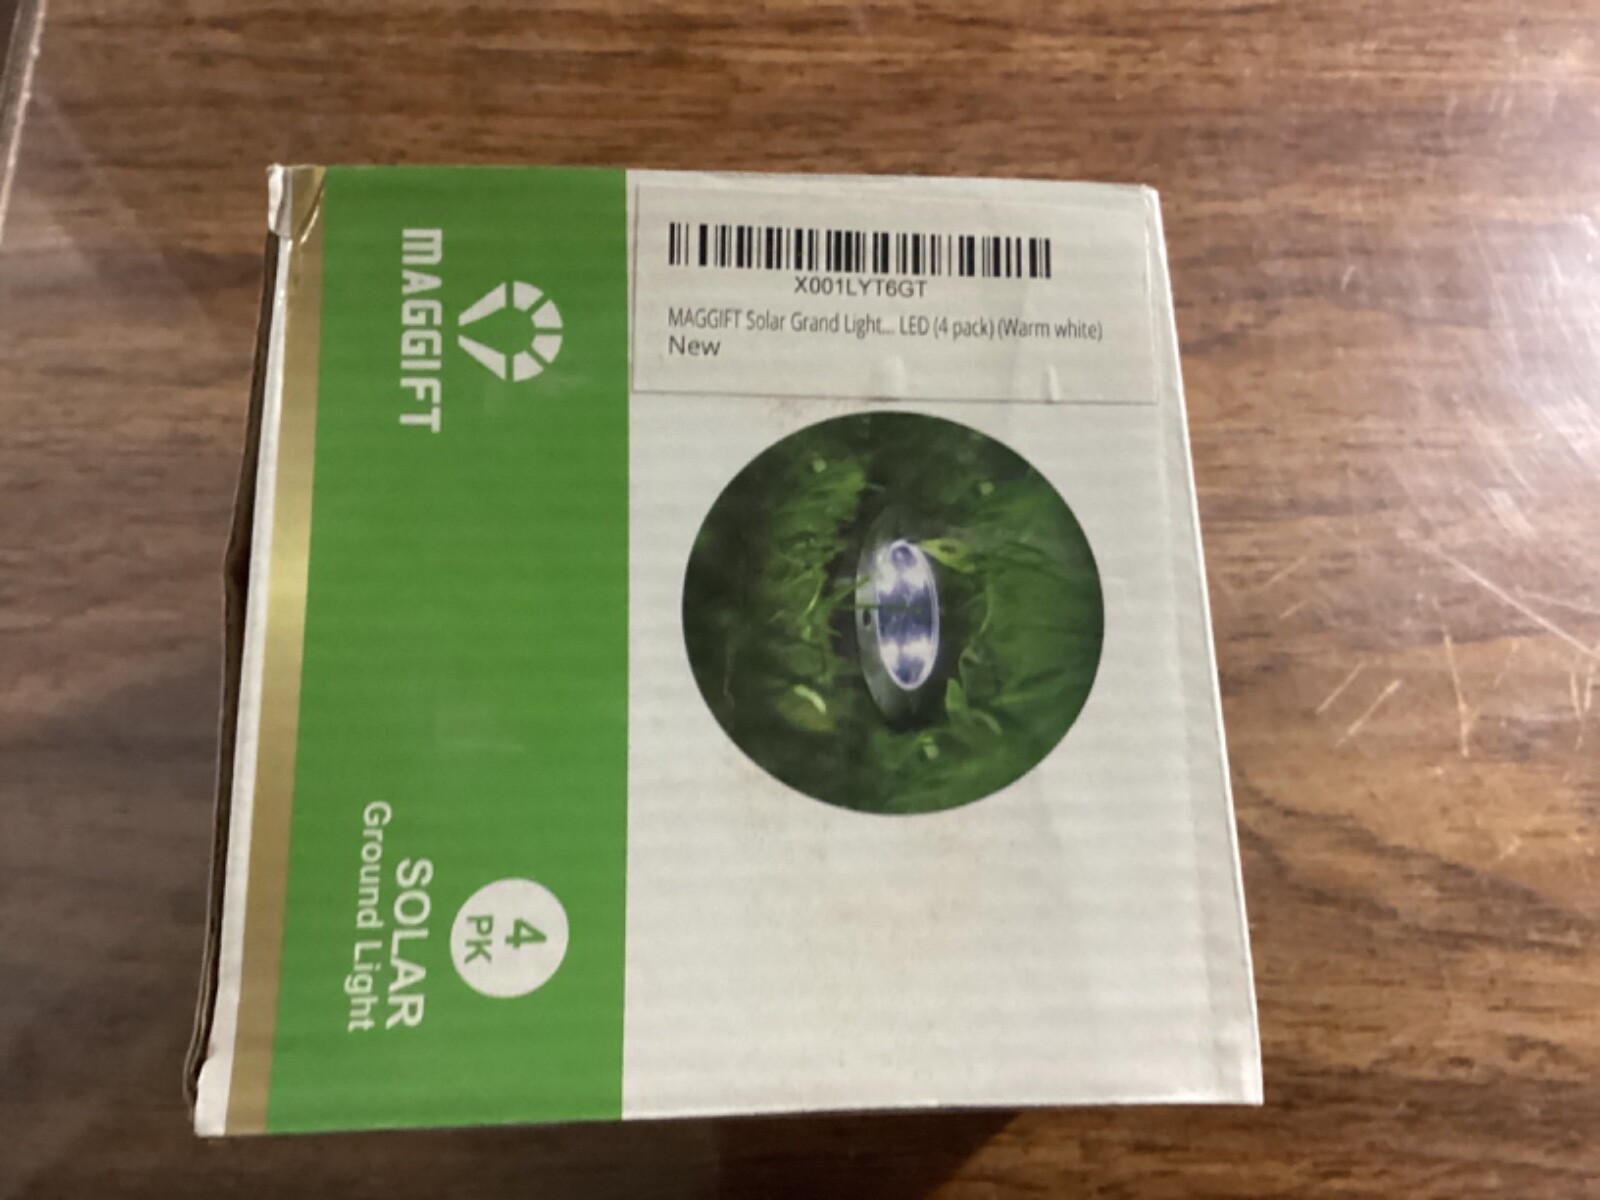 X001LYT6GT
MAGGIFT Solar Grand Light... LED (4 pack) (Warm white)
New
MAGGIFT
4
PK
SOLAR
Ground Light